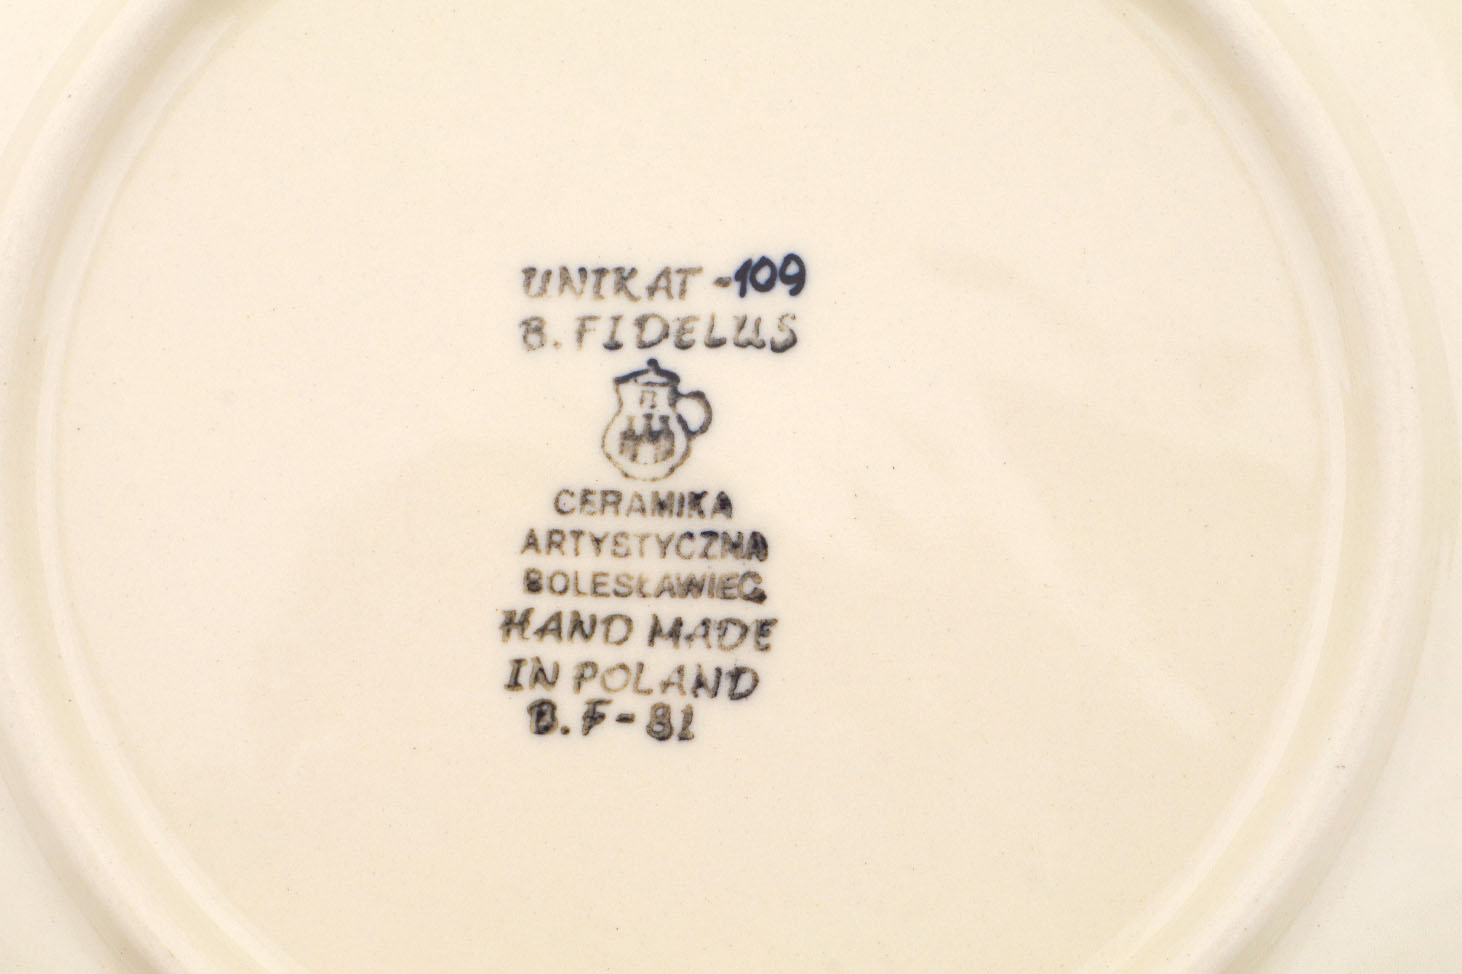 UNIKAT -109
B. FIDELUS
CERAMIKA
ARTYSTYCZNA
BOLESŁAWIEC
HAND MADE
IN POLAND
B.F-81